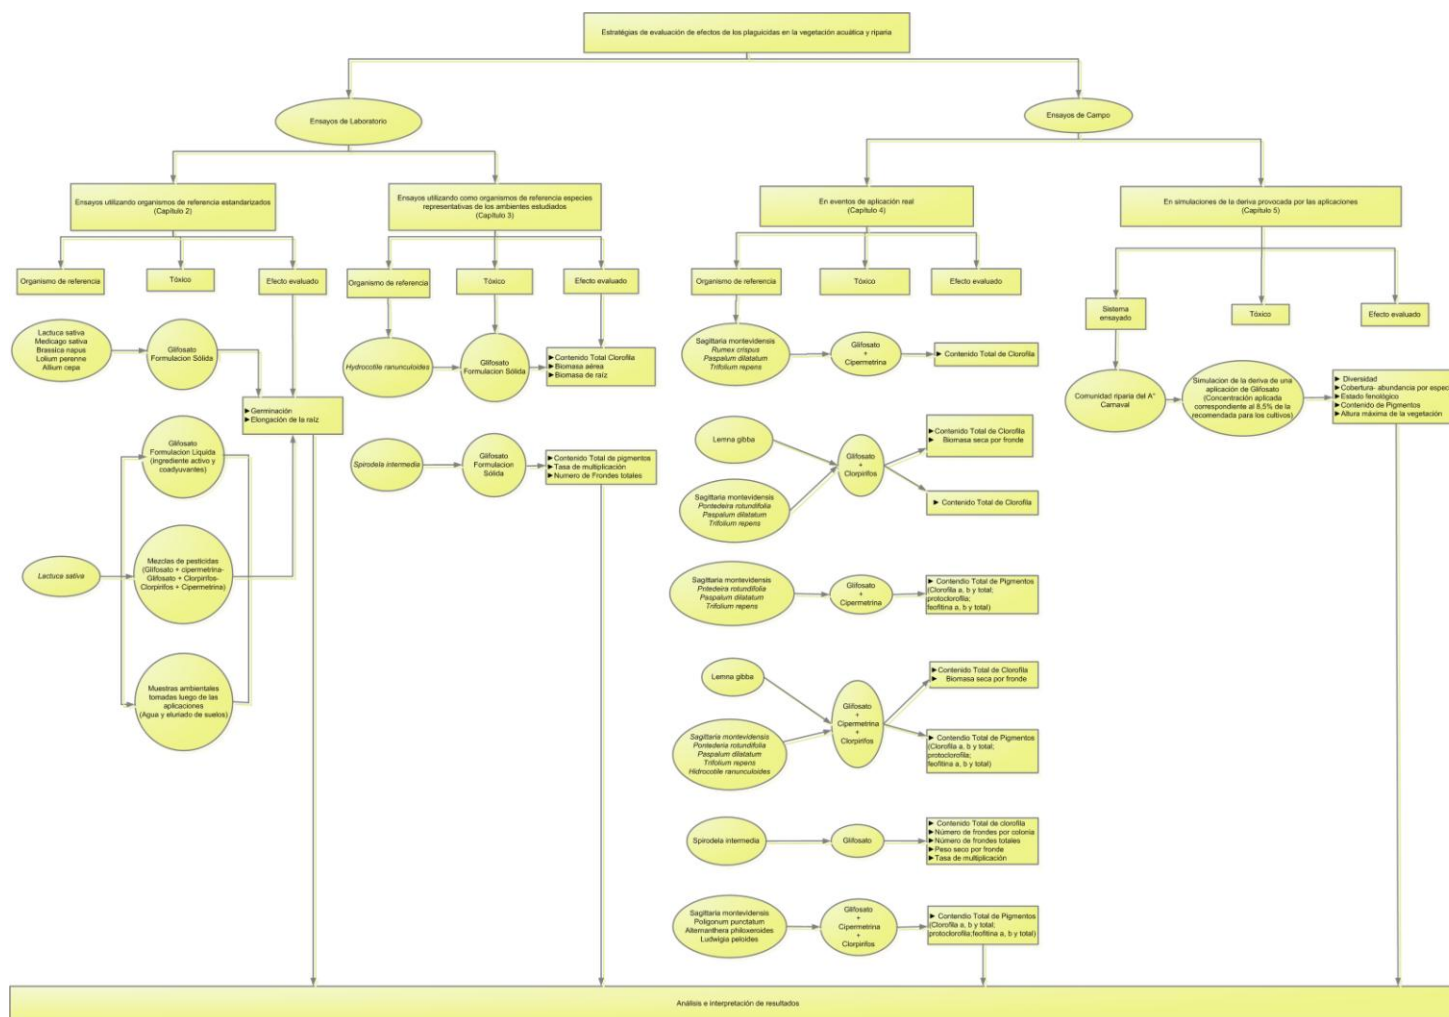 Estratégias de evaluación de efectos de los plaguicidas en la vegetación acuática y riparia
Ensayos de Laboratorio
Ensayos de Campo
Ensayos utilizando organismos de referencia estandarizados
(Capítulo 2)
Ensayos utilizando como organismos de referencia especies
representativas de los ambientes estudiados
(Capítulo 3)
En eventos de aplicación real
(Capítulo 4)
En simulaciones de la deriva provocada por las aplicaciones
(Capítulo 5)
Organismo de referencia
Tóxico
Efecto evaluado
Lactuca sativa
Medicago sativa
Brassice napus
Lolium perenne
Allium cepa
Glifosato
Formulacion Sólida
►Germinación
►Elongación de la raíz
Glifosato
Formulacion Liquida
(Ingrediente activo y
coadyuvantes)
Lactuce sativa
Mezclas de pesticidas
(Glifosato + cipermetrina-
Glifosato + Clorpirifos-
Clorpirifos + Cipermetrina)
Muestras ambientales
tomadas luego de las
aplicaciones
(Agua y eluriado de suelos)
Organismo de referencia
Tóxico
Efecto evaluado
Hydrocotile ranunculoides
Glifosato
Formulacion Sólida
►Contenido Total Clorofila
►Biomasa aérea
►Biomasa de raíz
Spirodela intermedia
Glifosato
Formulacion
Sólida
►Contenido Total de pigmentos
►Tasa de multiplicación
►Numero de Frondes totales
Organismo de referencia
Tóxico
Efecto evaluado
Sagittaria montevidensis
Rumex crispus
Paspalum dilatatum
Trifolium repens
Glifosato
+
Cipermetrina
► Contenido Total de Clorofila
Lemna gibba
Sagittaria montevidensis
Pontedeira rotundifolia
Paspalum dilatatum
Trifolium repens
Glifosato
+
Clorpirifos
►Contenido Total de Clorofila
► Biomasa seca por fronde
► Contenido Total de Clorofila
Sagittaria montevidensis
Pntedeira rotundifolia
Paspalum dilatatum
Trifolium repens
Glifosato
+
Cipermetrina
► Contendio Total de Pigmentos
(Clorofila a, b y total;
protoclorofila;
feofitina a, b y total)
Lemna gibba
Sagittaria montevidensis
Pontederia rotundifolia
Paspalum dilatatum
Trifolium repens
Hidrocotile ranunculoides
Glifosato
+
Cipermetrina
+
Clorpirifos
►Contenido Total de Clorofila
► Biomasa seca por fronde
► Contendio Total de Pigmentos
(Clorofila a, b y total;
protoclorofila;
feofitina a, b y total)
Spirodela intermedia
Glifosato
► Contenido Total de clorofila
►Número de frondes por colonia
►Número de frondes totales
►Peso seco por fronde
►Tasa de multiplicación
Sagittaria montevidensis
Poligonum punctatum
Alternanthera philoxeroides
Ludwigia peloides
Glifosato
+
Cipermetrina
+
Clorpirifos
► Contendio Total de Pigmentos
(Clorofila a, b y total;
protoclorofila;feofitina a, b y total)
Sistema
ensayado
Tóxico
Efecto evaluado
Comunidad riparia del A°
Carnaval
Simulacion de la deriva de una
aplicación de Glifosato
(Concentración aplicada
correspondiente al 8,5% de la
recomendada para los cultivos)
► Diversidad
►Cobertura- abundancia por espec
►Estado fenológico
►Contenido de Pigmentos
►Altura máxima de la vegetación
Análisis e interpretación de resultados